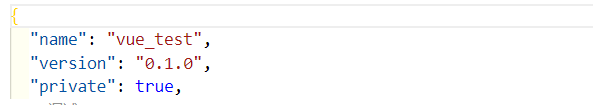 {
"name": "vue_test",
"version": "0.1.0",
"private": true,